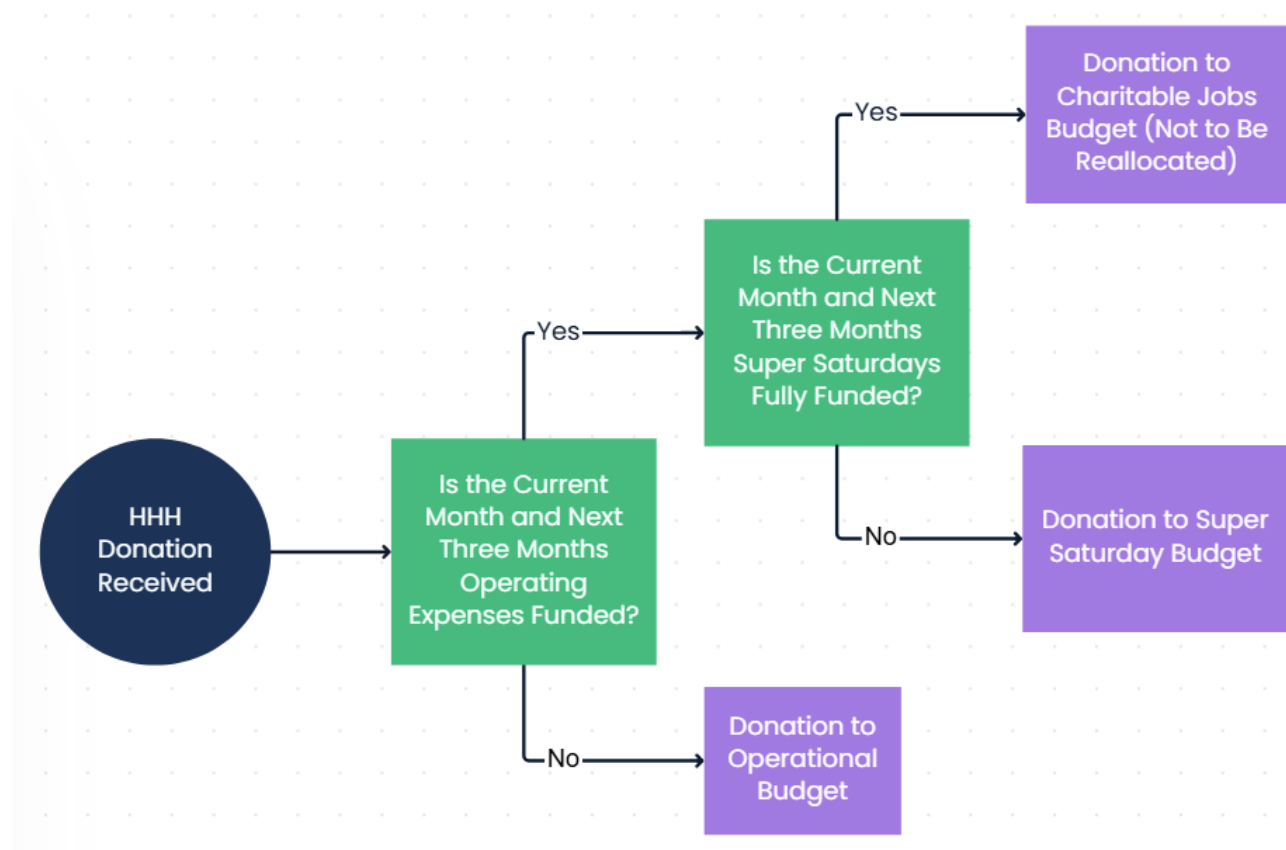 HHH
Donation
Received
Is the Current
Month and Next
Three Months
Operating
Expenses Funded?
Yes
Is the Current
Month and Next
Three Months
Super Saturdays
Fully Funded?
Yes
Donation to
Charitable Jobs
Budget (Not to Be
Reallocated)
No
Donation to Super
Saturday Budget
No
Donation to
Operational
Budget